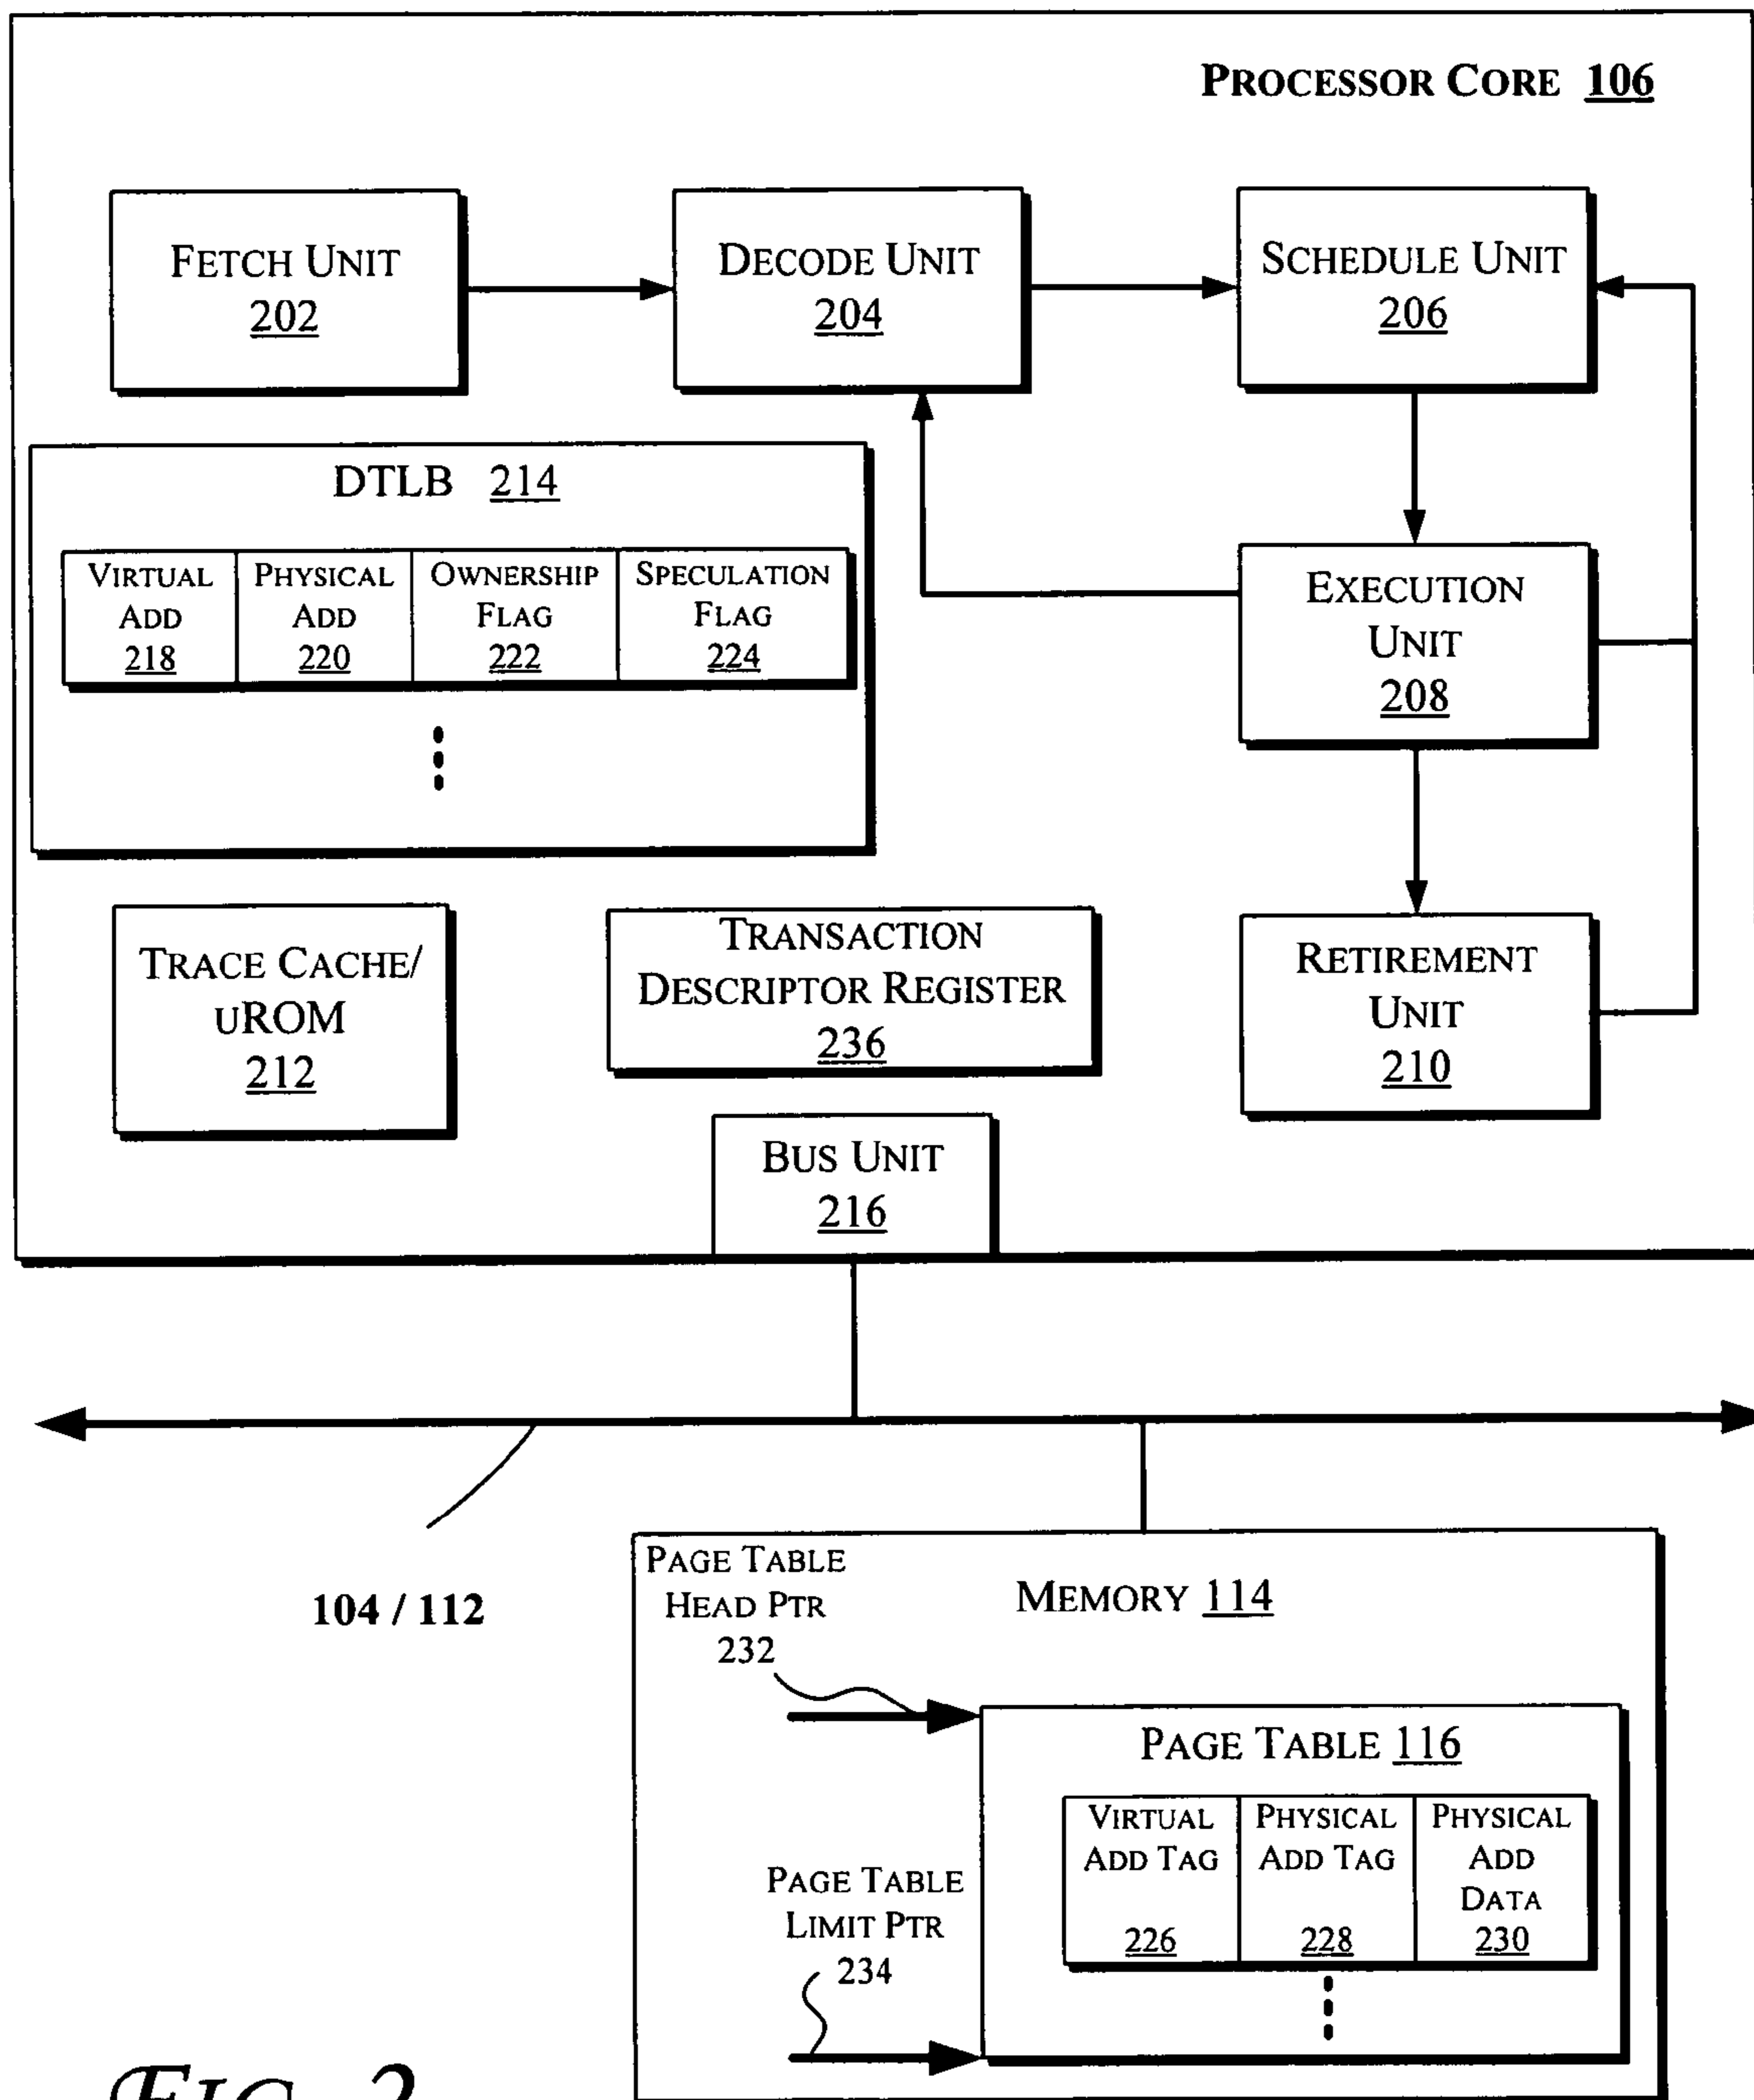 PROCESSOR CORE 106
FETCH UNIT
202
DECODE UNIT
204
SCHEDULE UNIT
206
DTLB 214
VIRTUAL
ADD
218
PHYSICAL
ADD
220
OWNERSHIP
FLAG
222
SPECULATION
FLAG
224
EXECUTION
UNIT
208
TRACE CACHE/
UROM
212
TRANSACTION
DESCRIPTOR REGISTER
236
RETIREMENT
UNIT
210
BUS UNIT
216
104 / 112
MEMORY 114
PAGE TABLE
HEAD PTR
232
PAGE TABLE 116
VIRTUAL
ADD TAG
226
PHYSICAL
ADD TAG
228
PHYSICAL
ADD
DATA
230
PAGE TABLE
LIMIT PTR
234
FIG. 2